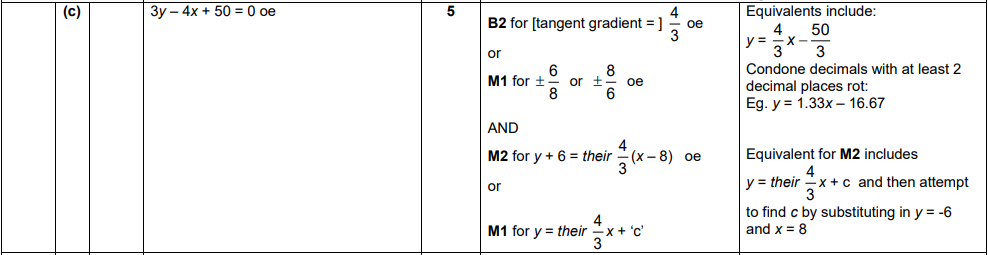 (c) 3y – 4x + 50 = 0 oe 5
B2 for [tangent gradient = ] 4/3 oe
or
M1 for ± 6/8 or ± 8/6 oe
AND
M2 for y + 6 = their 4/3 (x – 8) oe
or
M1 for y = their 4/3 x + ‘c’
Equivalents include:
y = 4/3 x – 50/3
Condone decimals with at least 2
decimal places rot:
Eg. y = 1.33x – 16.67
Equivalent for M2 includes
y = their 4/3 x + c and then attempt
to find c by substituting in y = -6
and x = 8